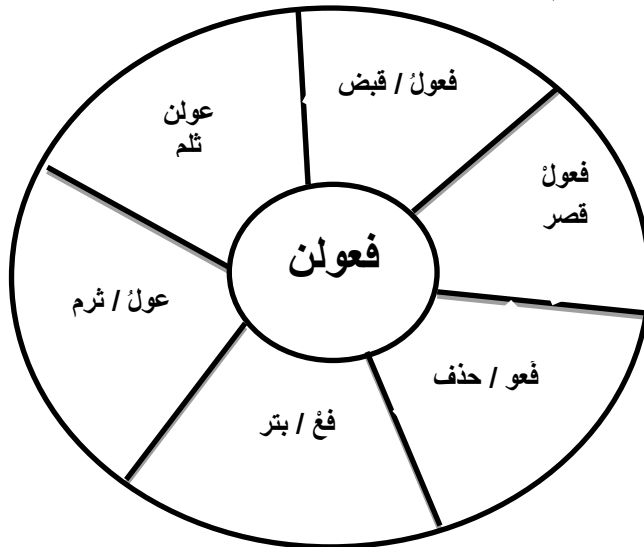 فعولُ / قبض
عولن
ثلم
فعولْ
قصر
فعولن
عولُ / ثرم
فَعو / حذف
فعْ / بتر